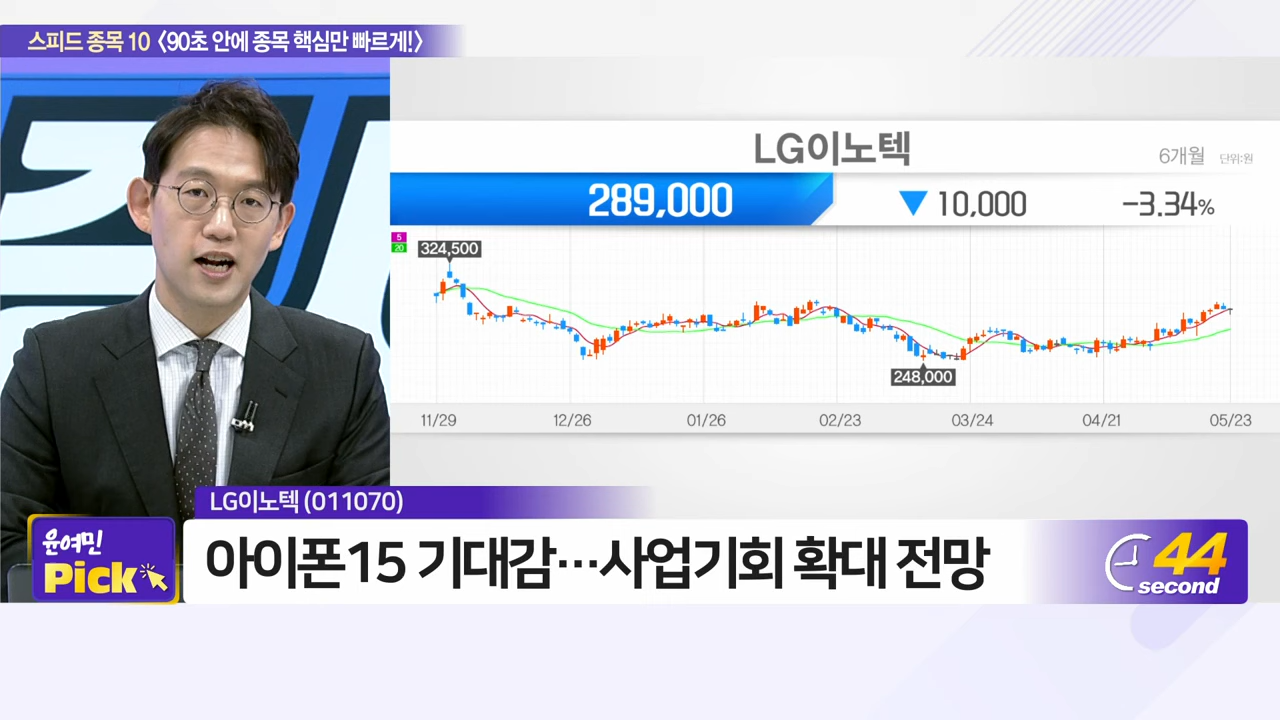 스피드 종목 10 〈90초 안에 종목 핵심만 빠르게!〉
LG이노텍
6개월 단위:원
289,000 ▼ 10,000 -3.34%
5
20
324,500
248,000
11/29 12/26 01/26 02/23 03/24 04/21 05/23
LG이노텍 (011070)
윤여민
Pick
아이폰15 기대감…사업기회 확대 전망
44
second